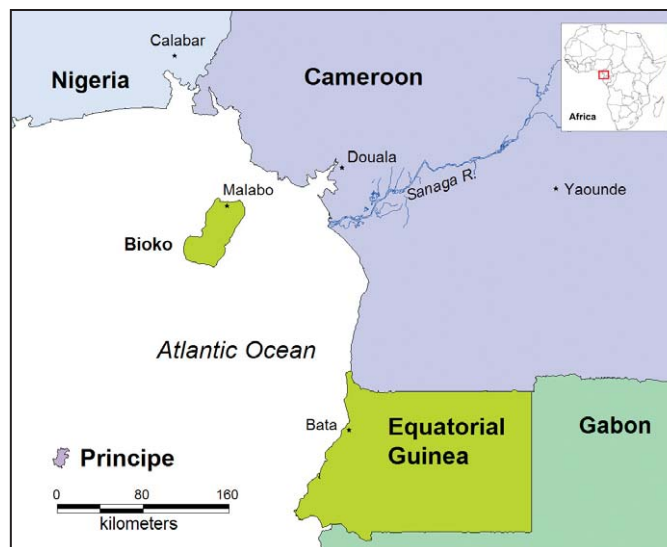 Calabar
Nigeria
Cameroon
Africa
Douala
Sanaga R.
Yaounde
Malabo
Bioko
Atlantic Ocean
Bata
Equatorial
Guinea
Gabon
Principe
0 80 160
kilometers